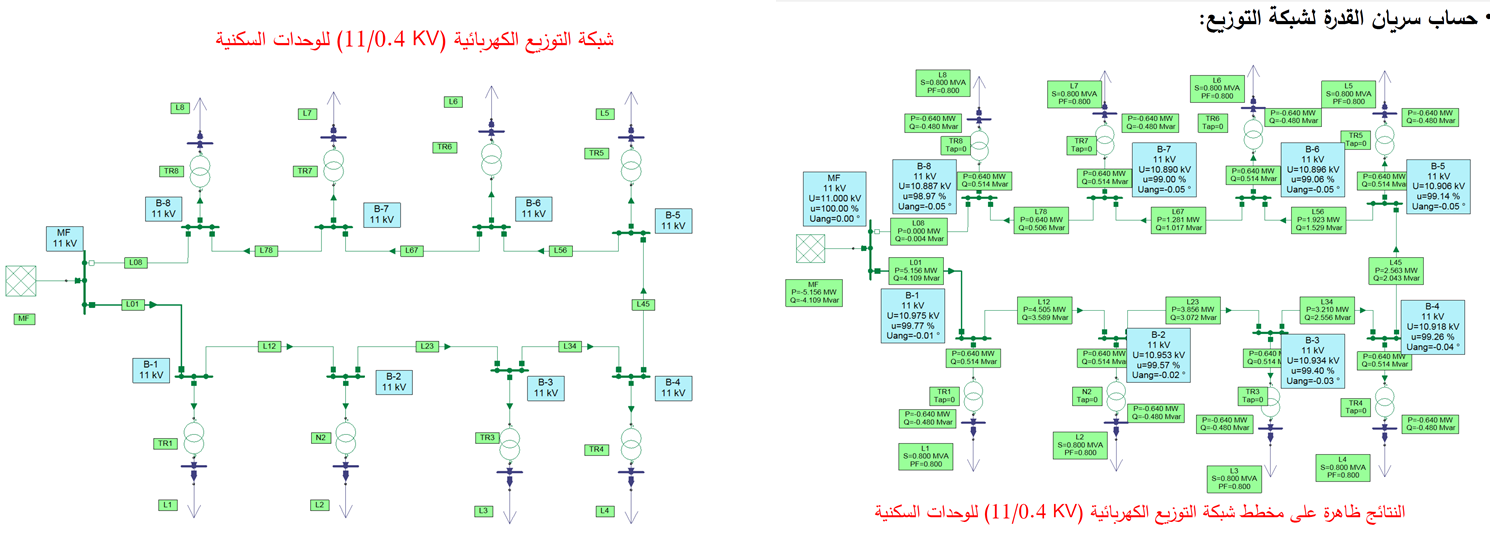 شبكة التوزيع الكهربائية (11/0.4 KV) للوحدات السكنية
L8
L7
L6
L5
TR8
TR7
TR6
TR5
B-8
11 kV
B-7
11 kV
B-6
11 kV
B-5
11 kV
MF
11 kV
L08
L78
L67
L56
MF
L01
L45
L12
L23
L34
B-1
11 kV
B-2
11 kV
B-3
11 kV
B-4
11 kV
TR1
N2
TR3
TR4
L1
L2
L3
L4
• حساب سريان القدرة لشبكة التوزيع:
L8
S=0.800 MVA
PF=0.800
L7
S=0.800 MVA
PF=0.800
L6
S=0.800 MVA
PF=0.800
L5
S=0.800 MVA
PF=0.800
P=-0.640 MW
Q=-0.480 Mvar
P=-0.640 MW
Q=-0.480 Mvar
P=-0.640 MW
Q=-0.480 Mvar
P=-0.640 MW
Q=-0.480 Mvar
TR8
Tap=0
TR7
Tap=0
TR6
Tap=0
TR5
Tap=0
MF
11 kV
U=11.000 kV
u=100.00 %
Uang=0.00 °
B-8
11 kV
U=10.887 kV
u=98.97 %
Uang=-0.05 °
B-7
11 kV
U=10.890 kV
u=99.00 %
Uang=-0.05 °
B-6
11 kV
U=10.896 kV
u=99.06 %
Uang=-0.05 °
B-5
11 kV
U=10.906 kV
u=99.14 %
Uang=-0.05 °
P=0.640 MW
Q=0.514 Mvar
P=0.640 MW
Q=0.514 Mvar
P=0.640 MW
Q=0.514 Mvar
P=0.640 MW
Q=0.514 Mvar
L08
P=0.000 MW
Q=-0.004 Mvar
L78
P=0.640 MW
Q=0.506 Mvar
L67
P=1.281 MW
Q=1.017 Mvar
L56
P=1.923 MW
Q=1.529 Mvar
L01
P=5.156 MW
Q=4.109 Mvar
L45
P=2.563 MW
Q=2.043 Mvar
MF
P=-5.156 MW
Q=-4.109 Mvar
B-1
11 kV
U=10.975 kV
u=99.77 %
Uang=-0.01 °
L12
P=4.505 MW
Q=3.589 Mvar
L23
P=3.856 MW
Q=3.072 Mvar
L34
P=3.210 MW
Q=2.556 Mvar
B-2
11 kV
U=10.953 kV
u=99.57 %
Uang=-0.02 °
B-3
11 kV
U=10.934 kV
u=99.40 %
Uang=-0.03 °
B-4
11 kV
U=10.918 kV
u=99.26 %
Uang=-0.04 °
P=0.640 MW
Q=0.514 Mvar
P=0.640 MW
Q=0.514 Mvar
P=0.640
Q=0.514
P=0.640 MW
Q=0.514 Mvar
TR1
Tap=0
N2
Tap=0
TR3
Tap=0
TR4
Tap=0
P=-0.640 MW
Q=-0.480 Mvar
P=-0.640 MW
Q=-0.480 Mvar
P=-0.640 MW
Q=-0.480 Mvar
P=-0.640 MW
Q=-0.480 Mvar
L1
S=0.800 MVA
PF=0.800
L2
S=0.800 MVA
PF=0.800
L3
S=0.800 MVA
PF=0.800
L4
S=0.800 MVA
PF=0.800
النتائج ظاهرة على مخطط شبكة التوزيع الكهربائية (11/0.4 KV) للوحدات السكنية